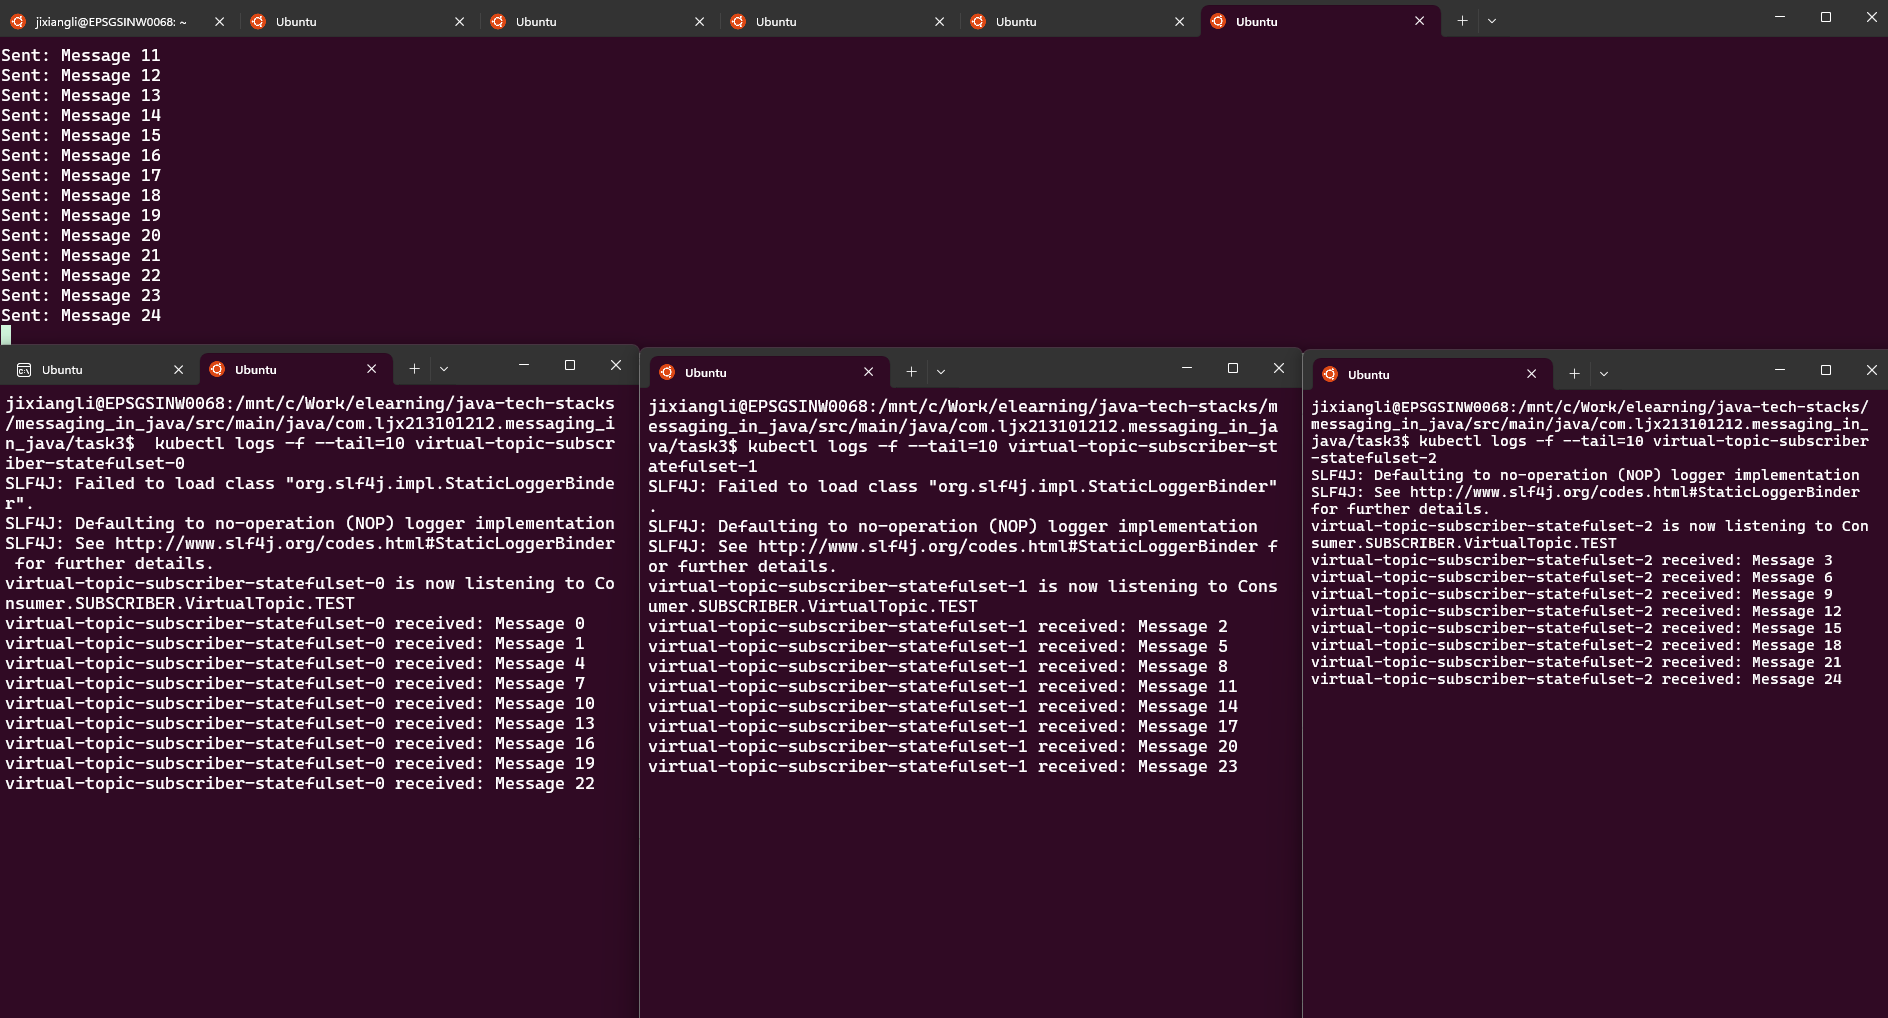 jixiangli@EPSGSINW0068: ~
Ubuntu
Ubuntu
Ubuntu
Ubuntu
Ubuntu
Sent: Message 11
Sent: Message 12
Sent: Message 13
Sent: Message 14
Sent: Message 15
Sent: Message 16
Sent: Message 17
Sent: Message 18
Sent: Message 19
Sent: Message 20
Sent: Message 21
Sent: Message 22
Sent: Message 23
Sent: Message 24
Ubuntu
Ubuntu
jixiangli@EPSGSINW0068:/mnt/c/Work/elearning/java-tech-stacks
/messaging_in_java/src/main/java/com.ljx213101212.messaging_i
n_java/task3$  kubectl logs -f --tail=10 virtual-topic-subscr
iber-statefulset-0
SLF4J: Failed to load class "org.slf4j.impl.StaticLoggerBinde
r".
SLF4J: Defaulting to no-operation (NOP) logger implementation
SLF4J: See http://www.slf4j.org/codes.html#StaticLoggerBinder
 for further details.
virtual-topic-subscriber-statefulset-0 is now listening to Co
nsumer.SUBSCRIBER.VirtualTopic.TEST
virtual-topic-subscriber-statefulset-0 received: Message 0
virtual-topic-subscriber-statefulset-0 received: Message 1
virtual-topic-subscriber-statefulset-0 received: Message 4
virtual-topic-subscriber-statefulset-0 received: Message 7
virtual-topic-subscriber-statefulset-0 received: Message 10
virtual-topic-subscriber-statefulset-0 received: Message 13
virtual-topic-subscriber-statefulset-0 received: Message 16
virtual-topic-subscriber-statefulset-0 received: Message 19
virtual-topic-subscriber-statefulset-0 received: Message 22
Ubuntu
jixiangli@EPSGSINW0068:/mnt/c/Work/elearning/java-tech-stacks/m
essaging_in_java/src/main/java/com.ljx213101212.messaging_in_ja
va/task3$ kubectl logs -f --tail=10 virtual-topic-subscriber-st
atefulset-1
SLF4J: Failed to load class "org.slf4j.impl.StaticLoggerBinder"
.
SLF4J: Defaulting to no-operation (NOP) logger implementation
SLF4J: See http://www.slf4j.org/codes.html#StaticLoggerBinder f
or further details.
virtual-topic-subscriber-statefulset-1 is now listening to Cons
umer.SUBSCRIBER.VirtualTopic.TEST
virtual-topic-subscriber-statefulset-1 received: Message 2
virtual-topic-subscriber-statefulset-1 received: Message 5
virtual-topic-subscriber-statefulset-1 received: Message 8
virtual-topic-subscriber-statefulset-1 received: Message 11
virtual-topic-subscriber-statefulset-1 received: Message 14
virtual-topic-subscriber-statefulset-1 received: Message 17
virtual-topic-subscriber-statefulset-1 received: Message 20
virtual-topic-subscriber-statefulset-1 received: Message 23
Ubuntu
jixiangli@EPSGSINW0068:/mnt/c/Work/elearning/java-tech-stacks/
messaging_in_java/src/main/java/com.ljx213101212.messaging_in_
java/task3$ kubectl logs -f --tail=10 virtual-topic-subscriber
-statefulset-2
SLF4J: Defaulting to no-operation (NOP) logger implementation
SLF4J: See http://www.slf4j.org/codes.html#StaticLoggerBinder
for further details.
virtual-topic-subscriber-statefulset-2 is now listening to Con
sumer.SUBSCRIBER.VirtualTopic.TEST
virtual-topic-subscriber-statefulset-2 received: Message 3
virtual-topic-subscriber-statefulset-2 received: Message 6
virtual-topic-subscriber-statefulset-2 received: Message 9
virtual-topic-subscriber-statefulset-2 received: Message 12
virtual-topic-subscriber-statefulset-2 received: Message 15
virtual-topic-subscriber-statefulset-2 received: Message 18
virtual-topic-subscriber-statefulset-2 received: Message 21
virtual-topic-subscriber-statefulset-2 received: Message 24